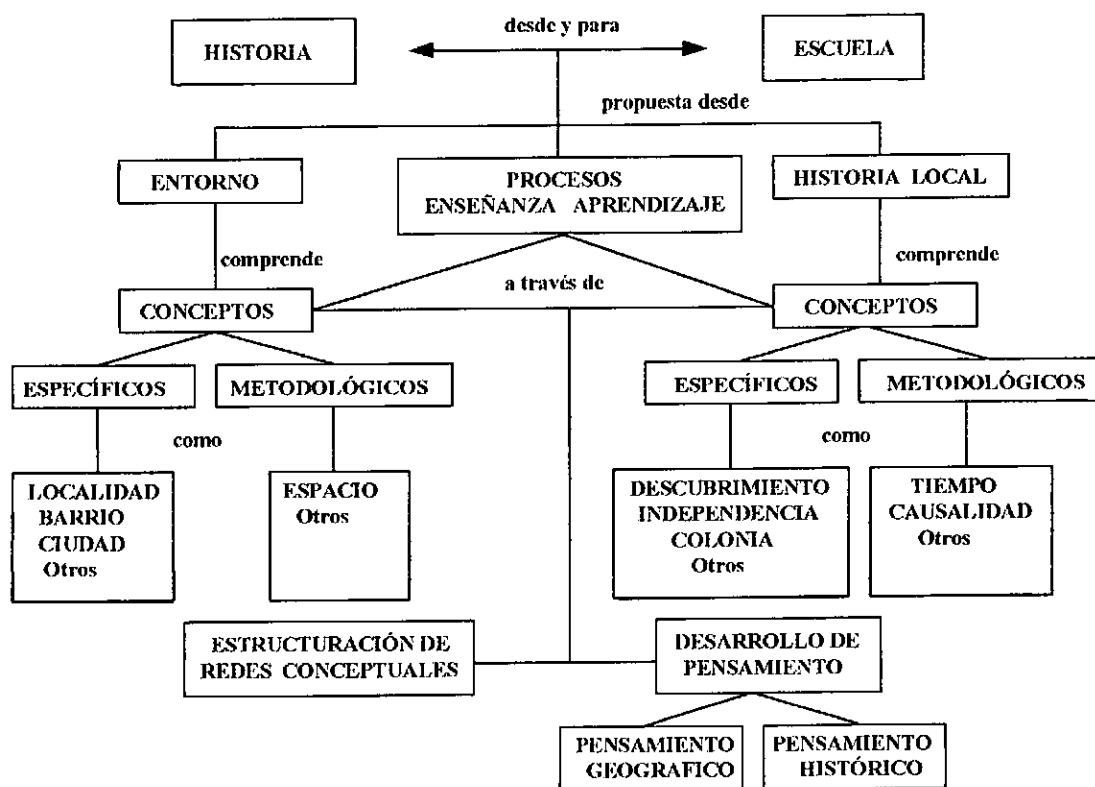 desde y para
HISTORIA
ESCUELA
propuesta desde
ENTORNO
PROCESOS
ENSEÑANZA APRENDIZAJE
HISTORIA LOCAL
comprende
comprende
a través de
CONCEPTOS
CONCEPTOS
ESPECÍFICOS
METODOLÓGICOS
ESPECÍFICOS
METODOLÓGICOS
como
como
LOCALIDAD
BARRIO
CIUDAD
Otros
ESPACIO
Otros
DESCUBRIMIENTO
INDEPENDENCIA
COLONIA
Otros
TIEMPO
CAUSALIDAD
Otros
ESTRUCTURACIÓN DE
REDES CONCEPTUALES
DESARROLLO DE
PENSAMIENTO
PENSAMIENTO
GEOGRAFICO
PENSAMIENTO
HISTÓRICO